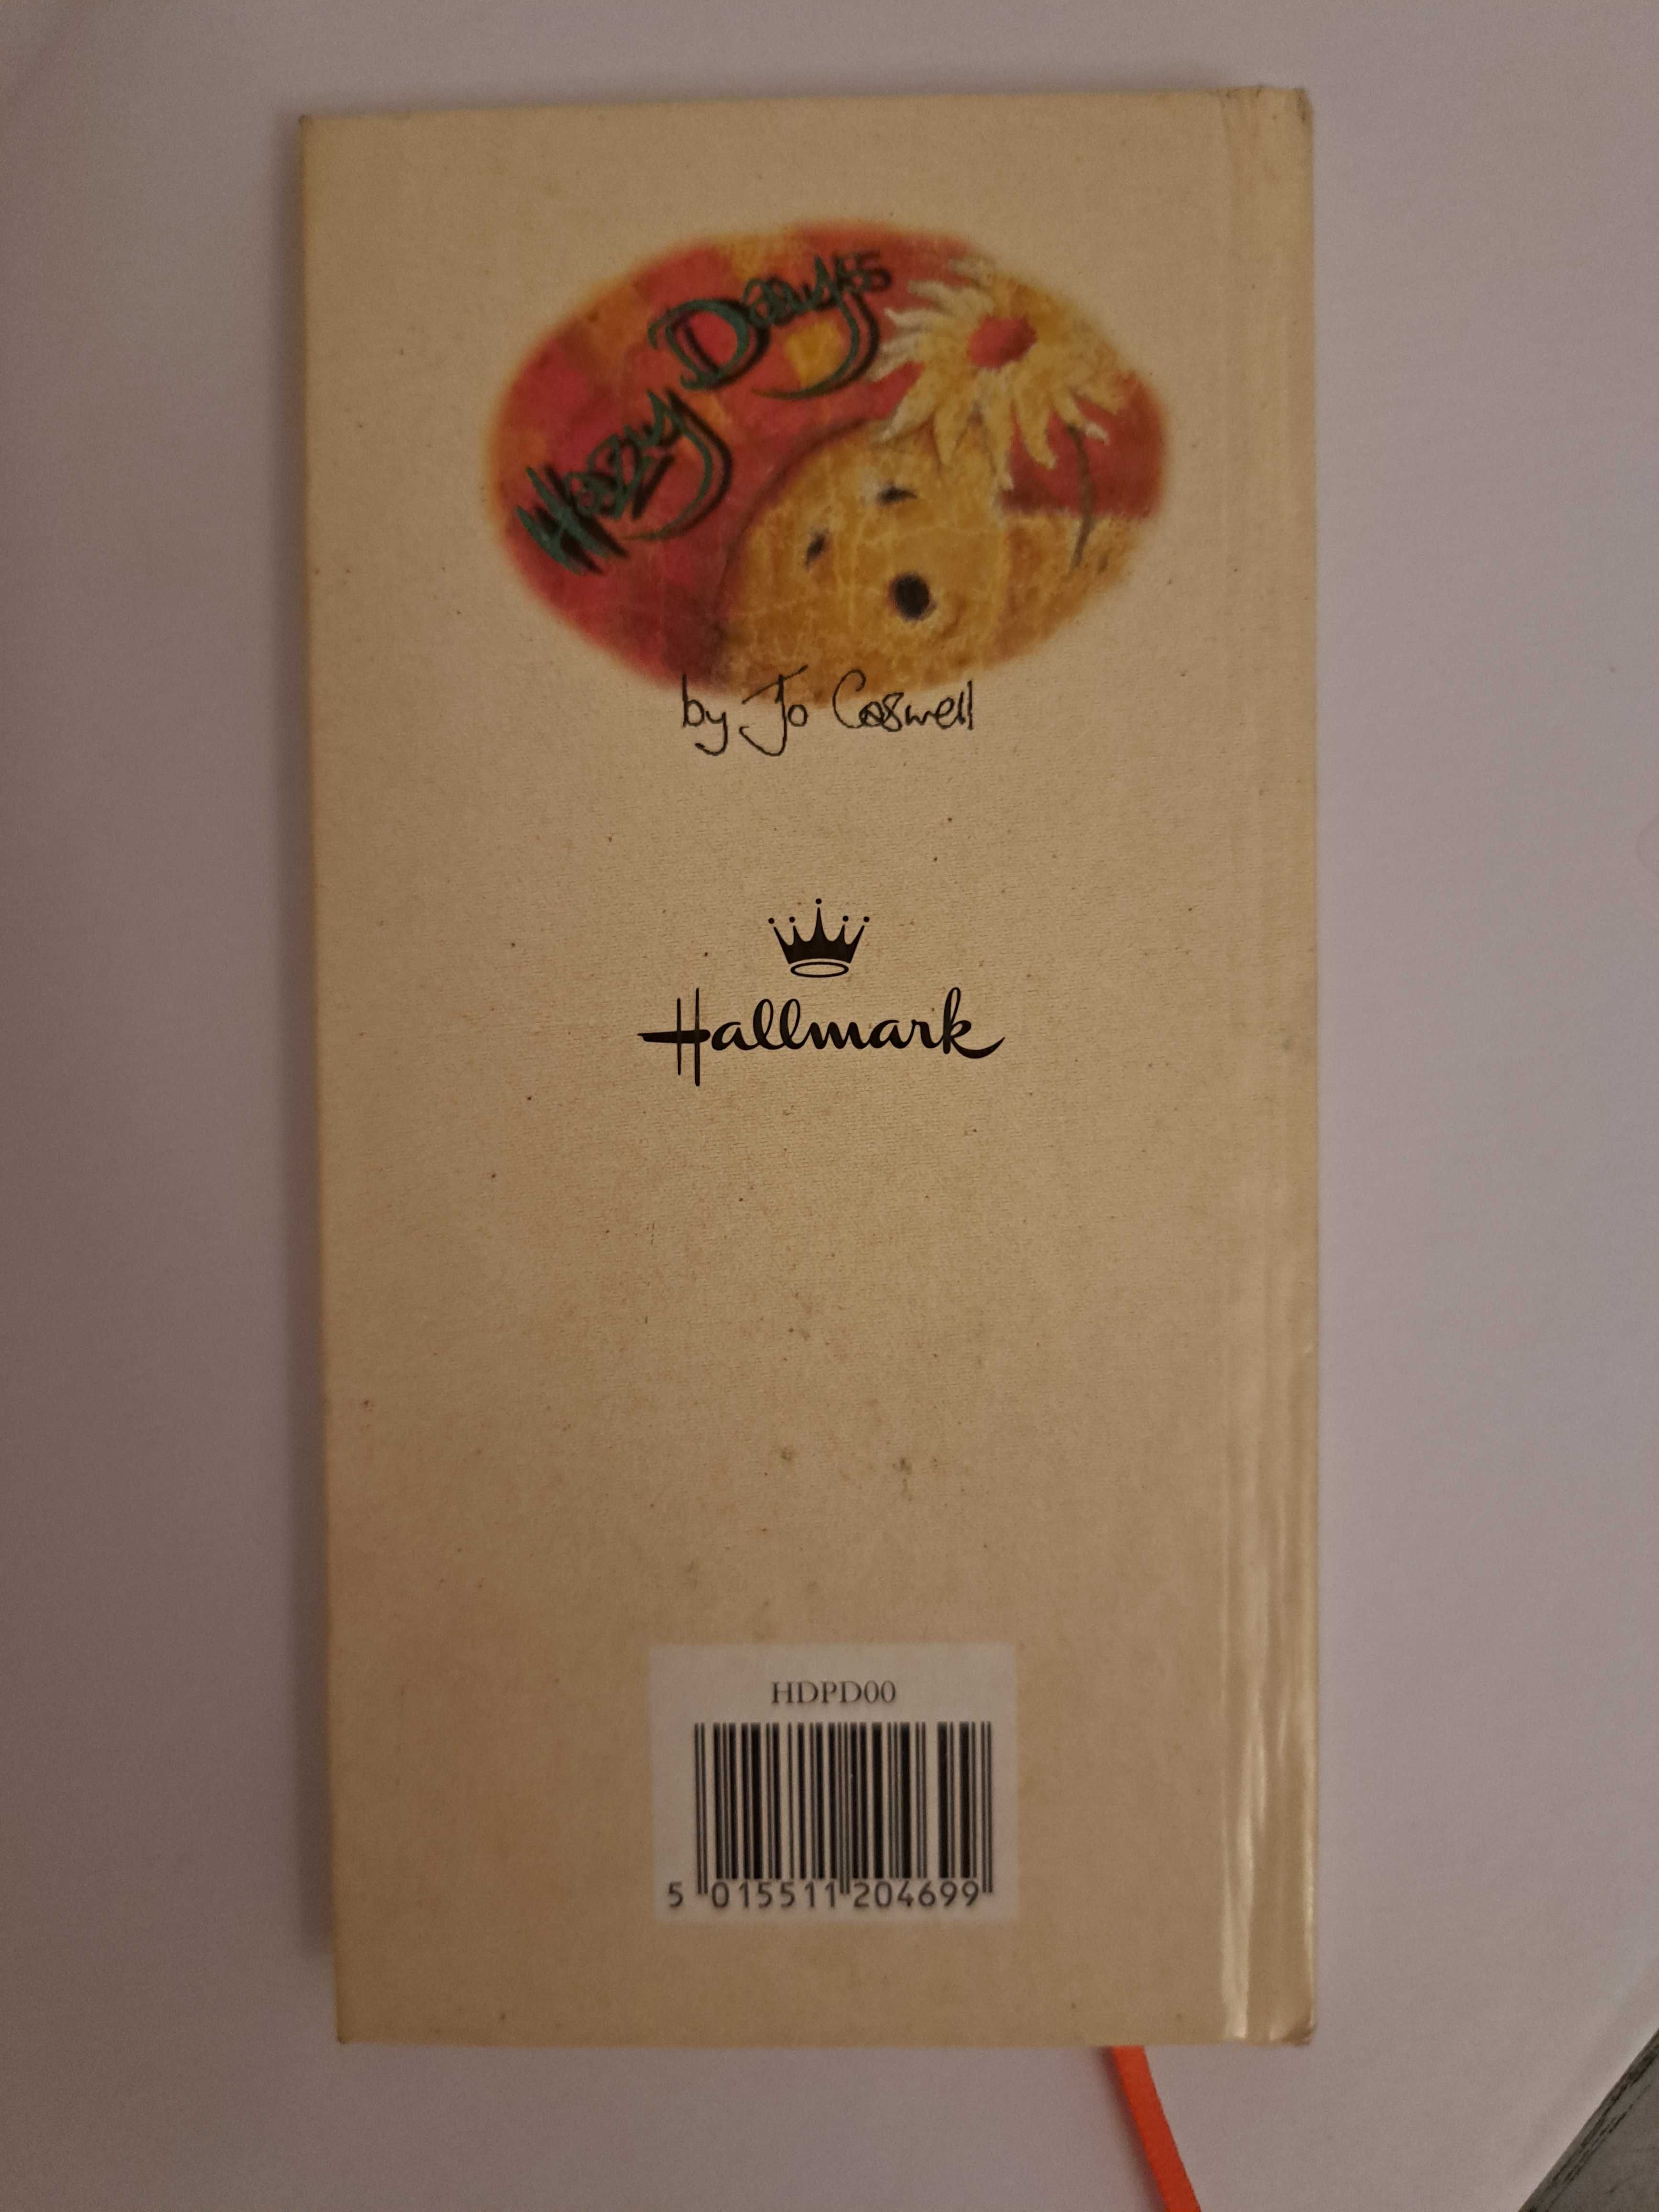 Hazy Days
by Jo Caswell
Hallmark
HDPD00
5 015511 204699